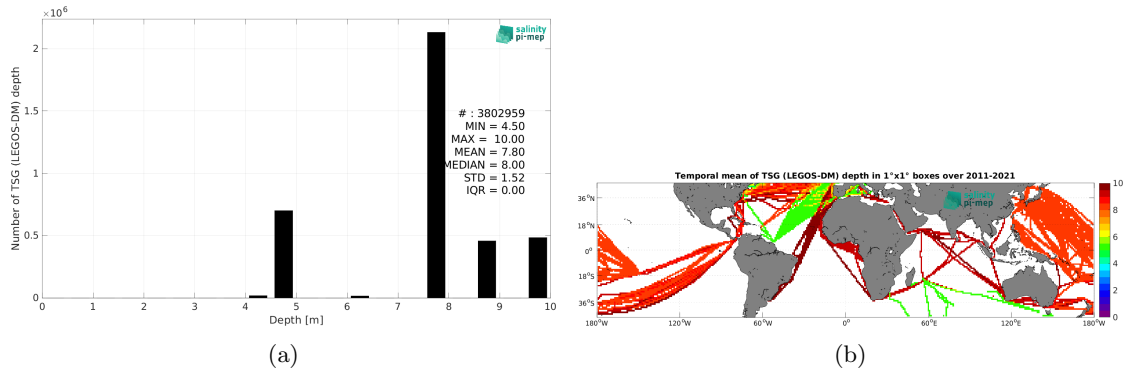 ×10⁶
salinity
pi-mep
2
1.5
1
0.5
0
Number of TSG (LEGOS-DM) depth
# : 3802959
MIN = 4.50
MAX = 10.00
MEAN = 7.80
MEDIAN = 8.00
STD = 1.52
IQR = 0.00
0 1 2 3 4 5 6 7 8 9 10
Depth [m]
(a)
Temporal mean of TSG (LEGOS-DM) depth in 1°x1° boxes over 2011-2021
salinity
pi-mep
36°N
18°N
0°
18°S
36°S
180°W 120°W 60°W 0° 60°E 120°E 180°W
10
8
6
4
2
0
(b)